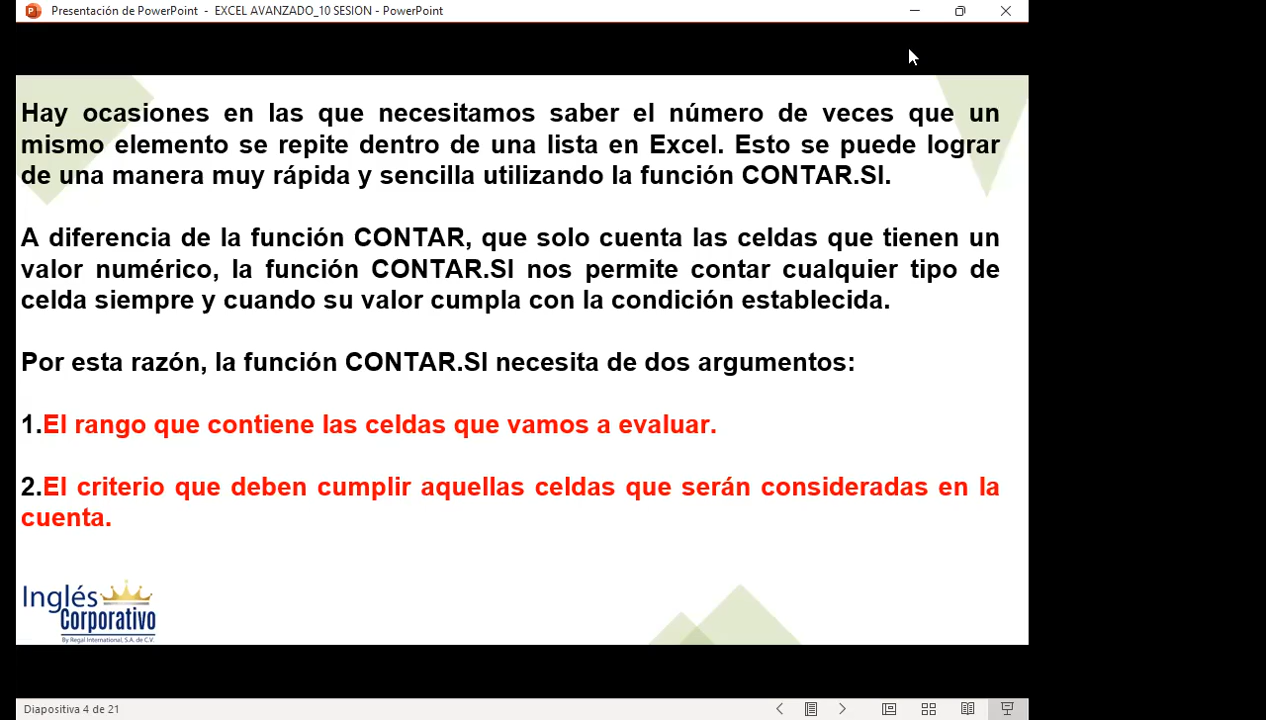 Presentación de PowerPoint - EXCEL AVANZADO_10 SESION - PowerPoint
Hay ocasiones en las que necesitamos saber el número de veces que un
mismo elemento se repite dentro de una lista en Excel. Esto se puede lograr
de una manera muy rápida y sencilla utilizando la función CONTAR.SI.
A diferencia de la función CONTAR, que solo cuenta las celdas que tienen un
valor numérico, la función CONTAR.SI nos permite contar cualquier tipo de
celda siempre y cuando su valor cumpla con la condición establecida.
Por esta razón, la función CONTAR.SI necesita de dos argumentos:
1.El rango que contiene las celdas que vamos a evaluar.
2.El criterio que deben cumplir aquellas celdas que serán consideradas en la
cuenta.
Inglés
Corporativo
By Regal International, S.A. de C.V.
Diapositiva 4 de 21